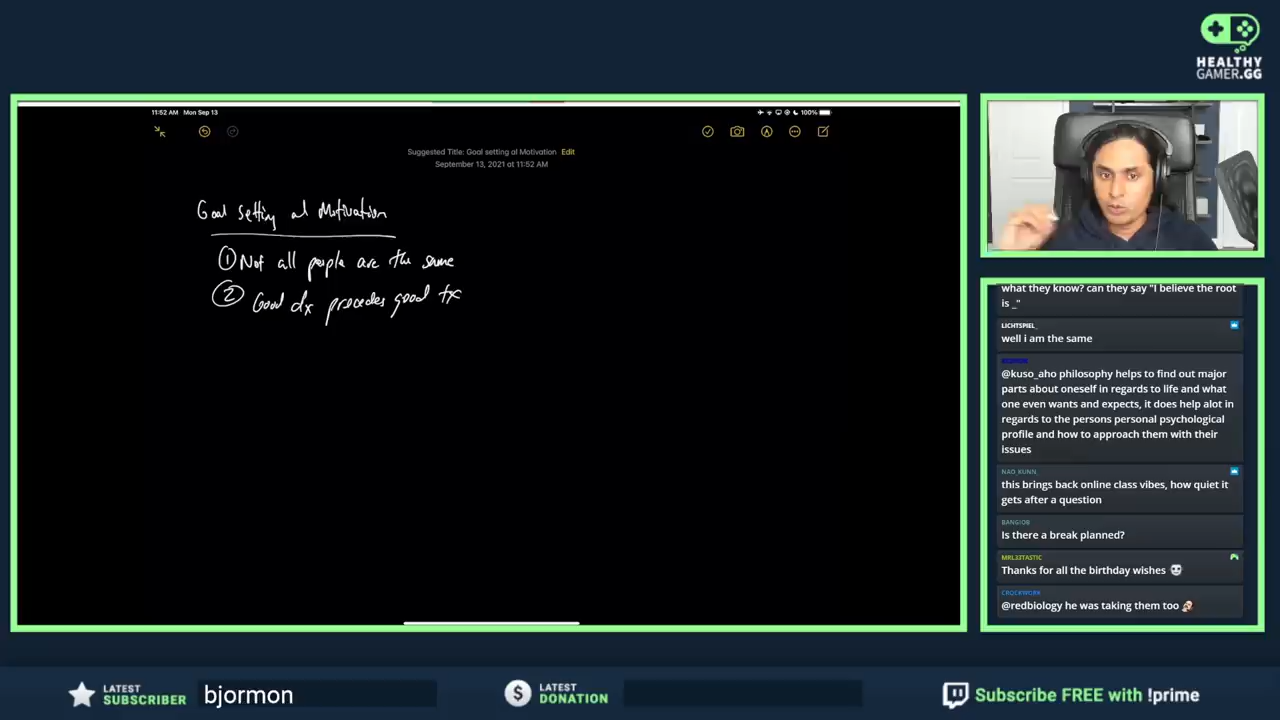 HEALTHY
GAMER.GG
11:52 AM Mon Sep 13
100%
Suggested Title: Goal setting al Motivation Edit
September 13, 2021 at 11:52 AM
Goal setting al Motivation
① Not all people are the same
② Good dx precedes good tx
what they know? can they say "I believe the root
is _"
LICHTSPIEL_
well i am the same
@kuso_aho philosophy helps to find out major
parts about oneself in regards to life and what
one even wants and expects, it does help alot in
regards to the persons personal psychological
profile and how to approach them with their
issues
NAO_KUNN_
this brings back online class vibes, how quiet it
gets after a question
BANGIOB
Is there a break planned?
MRL33TASTIC
Thanks for all the birthday wishes
CROCKWORK
@redbiology he was taking them too
LATEST
SUBSCRIBER
bjormon
LATEST
DONATION
Subscribe FREE with !prime